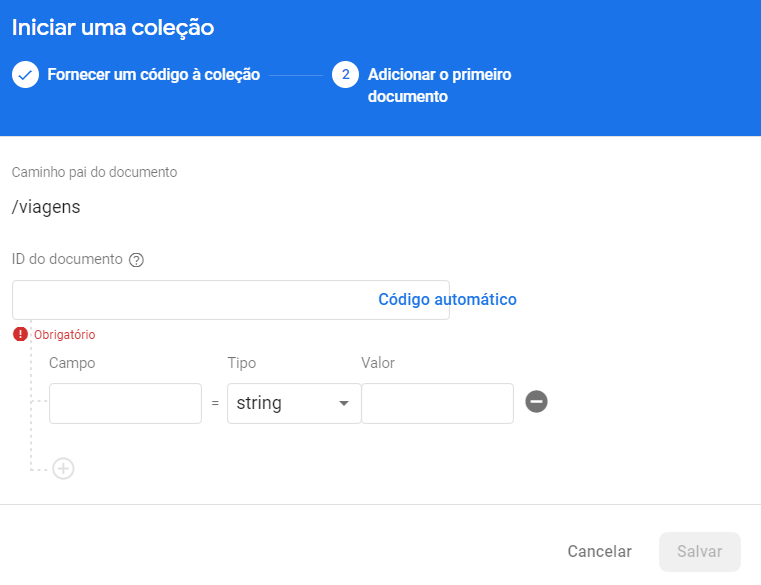 Iniciar uma coleção
Fornecer um código à coleção
2
Adicionar o primeiro
documento
Caminho pai do documento
/viagens
ID do documento ?
Código automático
! Obrigatório
Campo Tipo Valor
= string
Cancelar Salvar